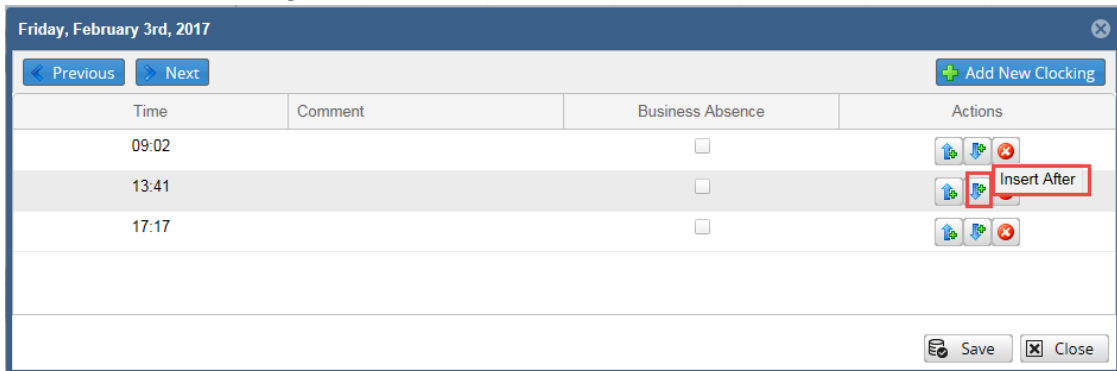 Friday, February 3rd, 2017
Previous Next Add New Clocking
Time Comment Business Absence Actions
09:02
13:41 Insert After
17:17
Save Close